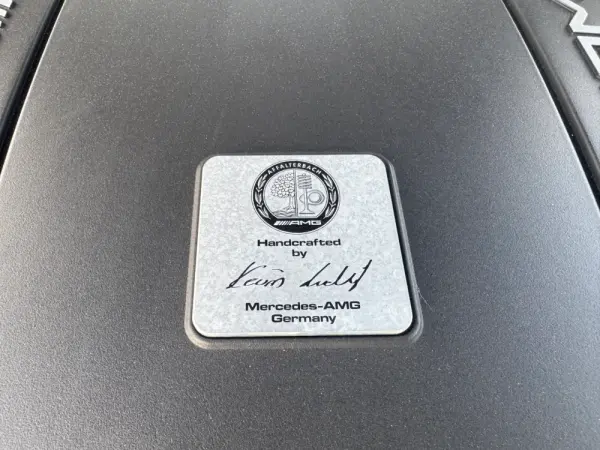 AFFALTERBACH
AMG
Handcrafted
by
Mercedes-AMG
Germany